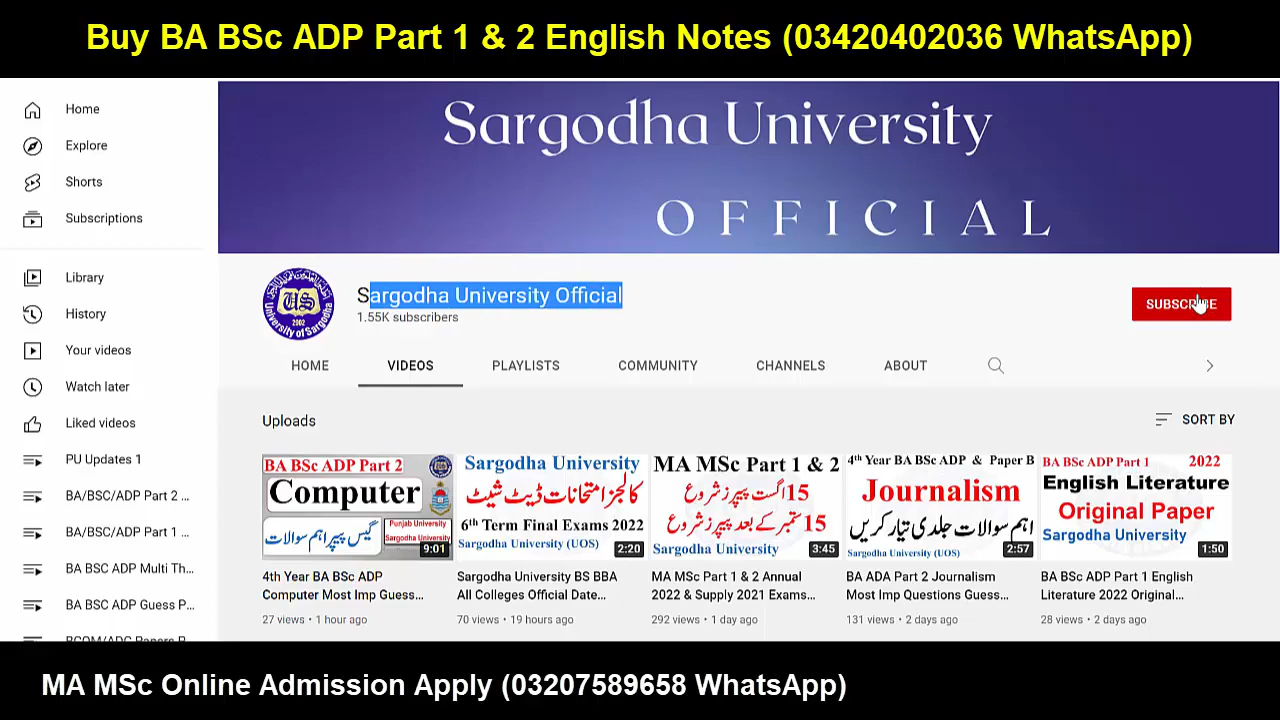 Buy BA BSc ADP Part 1 & 2 English Notes (03420402036 WhatsApp)
Home
Explore
Shorts
Subscriptions
Library
History
Your videos
Watch later
Liked videos
PU Updates 1
BA/BSC/ADP Part 2 ...
BA/BSC/ADP Part 1 ...
BA BSC ADP Multi Th...
BA BSC ADP Guess P...
Sargodha University
OFFICIAL
US
2002
University of Sargodha
Sargodha University Official
1.55K subscribers
SUBSCRIBE
HOME
VIDEOS
PLAYLISTS
COMMUNITY
CHANNELS
ABOUT
Uploads
SORT BY
BA BSc ADP Part 2
Computer
گیس پیپر اہم سوالات
Punjab University
Sargodha University
9:01
4th Year BA BSc ADP
Computer Most Imp Guess...
27 views • 1 hour ago
Sargodha University
کالجز امتحانات ڈیٹ شیٹ
6th Term Final Exams 2022
Sargodha University (UOS)
2:20
Sargodha University BS BBA
All Colleges Official Date...
70 views • 19 hours ago
MA MSc Part 1 & 2
15 اگست پیپرز شروع
15 ستمبر کے بعد پیپرز شروع
Sargodha University
3:45
MA MSc Part 1 & 2 Annual
2022 & Supply 2021 Exams...
292 views • 1 day ago
4th Year BA BSc ADP & Paper B
Journalism
اہم سوالات جلدی تیار کریں
Sargodha University (UOS)
2:57
BA ADA Part 2 Journalism
Most Imp Questions Guess...
131 views • 2 days ago
BA BSc ADP Part 1 2022
English Literature
Original Paper
Sargodha University
1:50
BA BSc ADP Part 1 English
Literature 2022 Original...
28 views • 2 days ago
MA MSc Online Admission Apply (03207589658 WhatsApp)